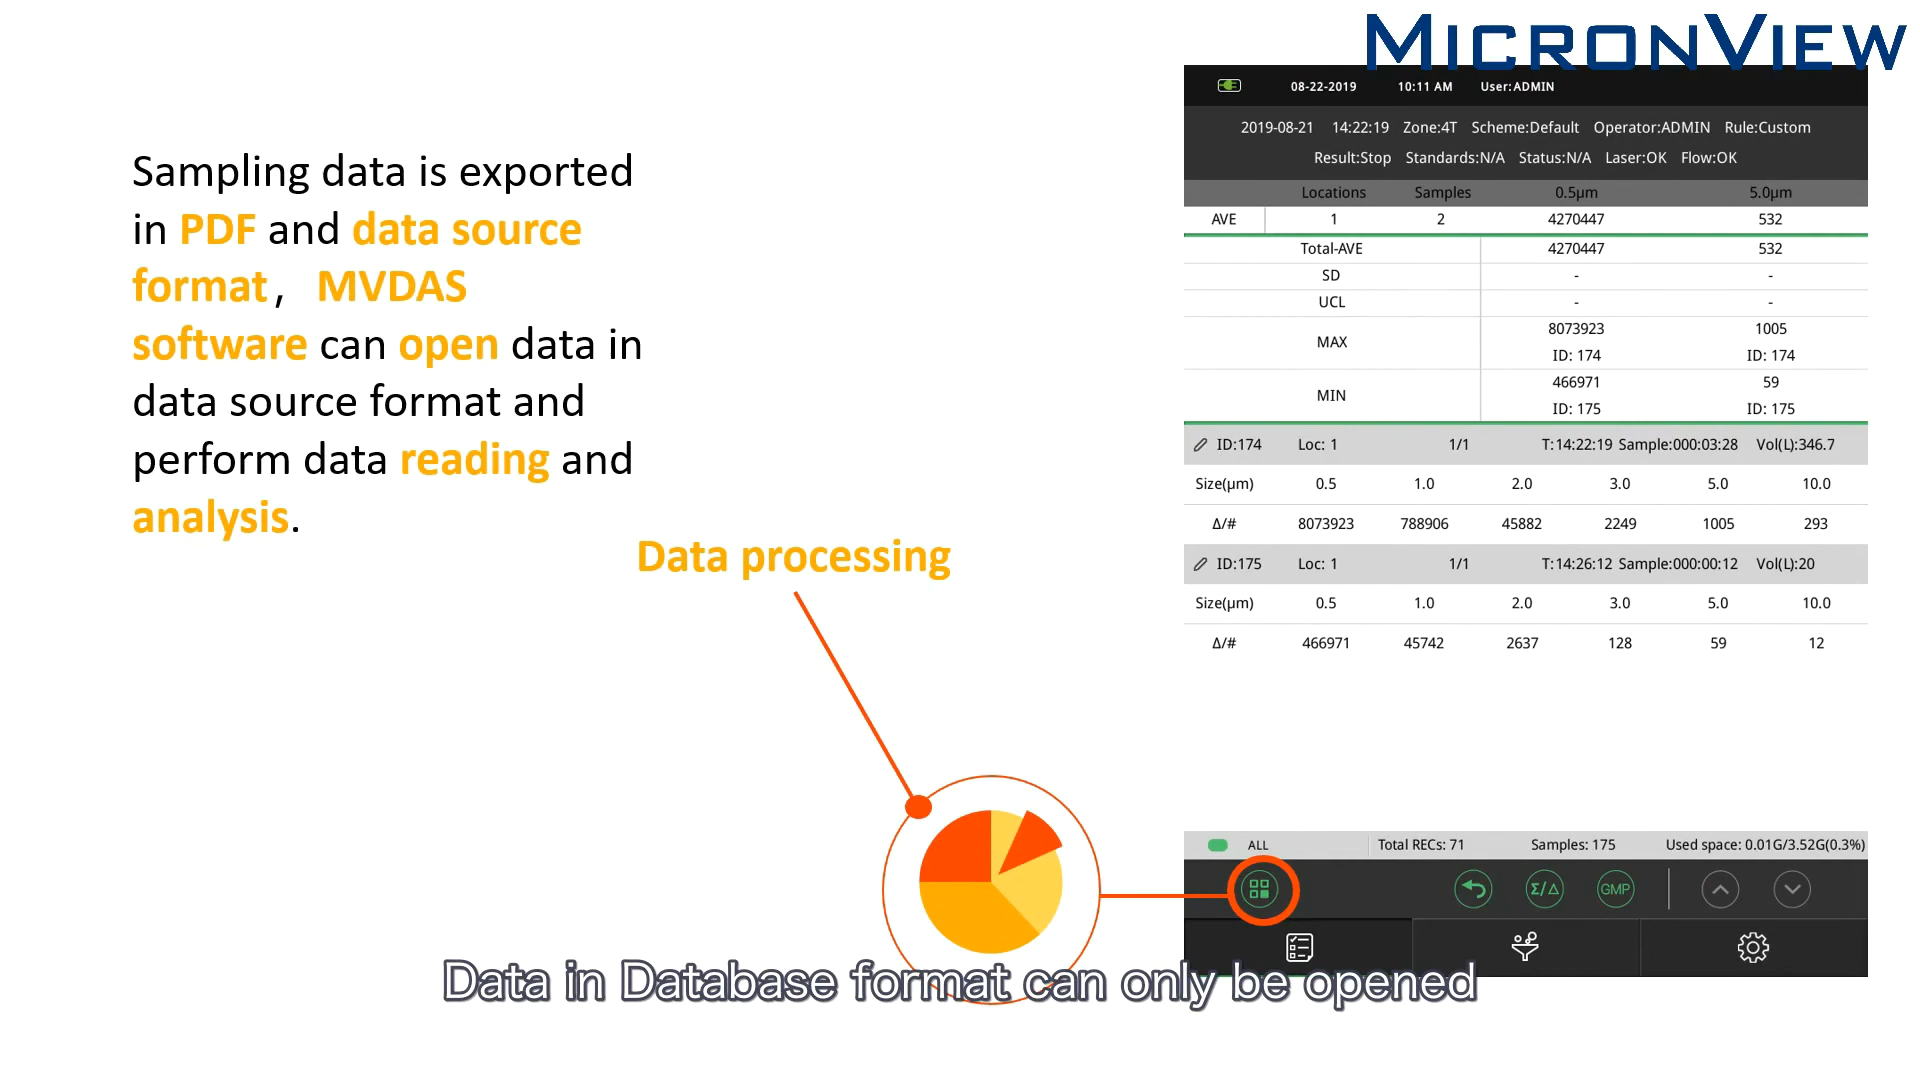 MICRONVIEW
08-22-2019 10:11 AM User:ADMIN
2019-08-21 14:22:19 Zone:4T Scheme:Default Operator:ADMIN Rule:Custom
Result:Stop Standards:N/A Status:N/A Laser:OK Flow:OK
Locations Samples 0.5μm 5.0μm
AVE 1 2 4270447 532
Total-AVE 4270447 532
SD - -
UCL - -
MAX 8073923 1005
ID: 174 ID: 174
MIN 466971 59
ID: 175 ID: 175
ID:174 Loc: 1 1/1 T:14:22:19 Sample:000:03:28 Vol(L):346.7
Size(μm) 0.5 1.0 2.0 3.0 5.0 10.0
Δ/# 8073923 788906 45882 2249 1005 293
ID:175 Loc: 1 1/1 T:14:26:12 Sample:000:00:12 Vol(L):20
Size(μm) 0.5 1.0 2.0 3.0 5.0 10.0
Δ/# 466971 45742 2637 128 59 12
ALL Total RECs: 71 Samples: 175 Used space: 0.01G/3.52G(0.3%)
Σ/Δ GMP
Sampling data is exported
in PDF and data source
format， MVDAS
software can open data in
data source format and
perform data reading and
analysis.
Data processing
Data in Database format can only be opened